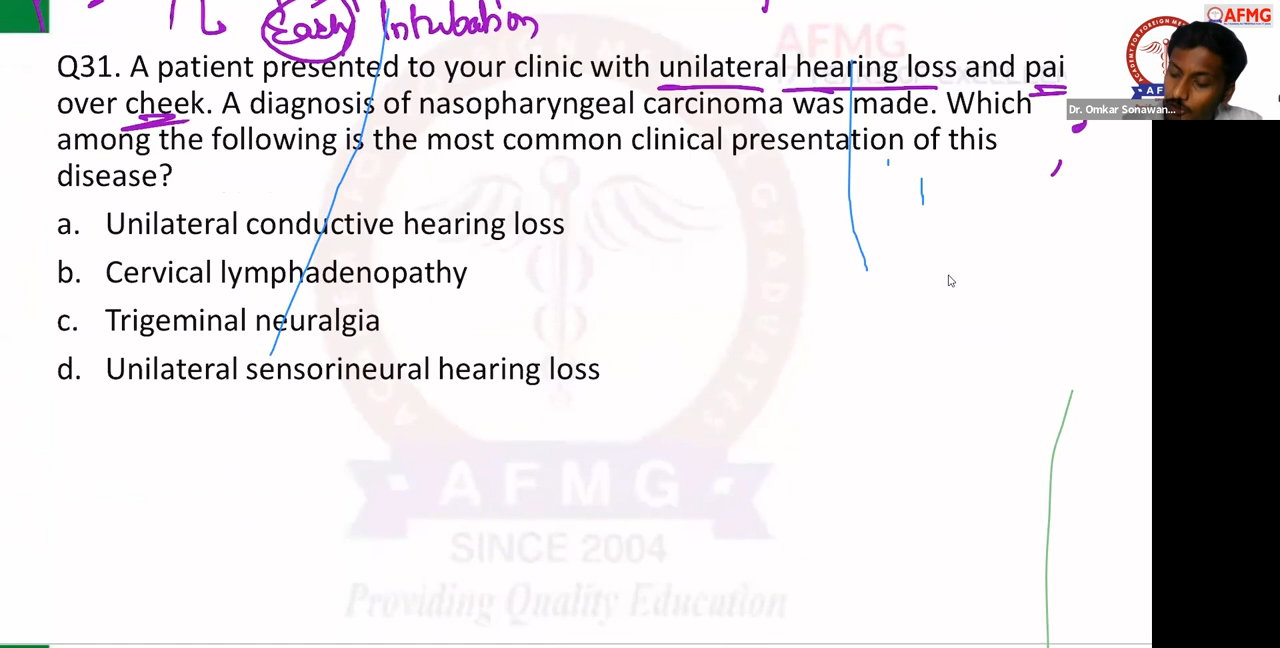 Easy Intubation
AFMG
AFMG
Q31. A patient presented to your clinic with unilateral hearing loss and pai
over cheek. A diagnosis of nasopharyngeal carcinoma was made. Which
Dr. Omkar Sonawan...
among the following is the most common clinical presentation of this
disease?
a. Unilateral conductive hearing loss
b. Cervical lymphadenopathy
c. Trigeminal neuralgia
d. Unilateral sensorineural hearing loss
AFMG
SINCE 2004
Providing Quality Education